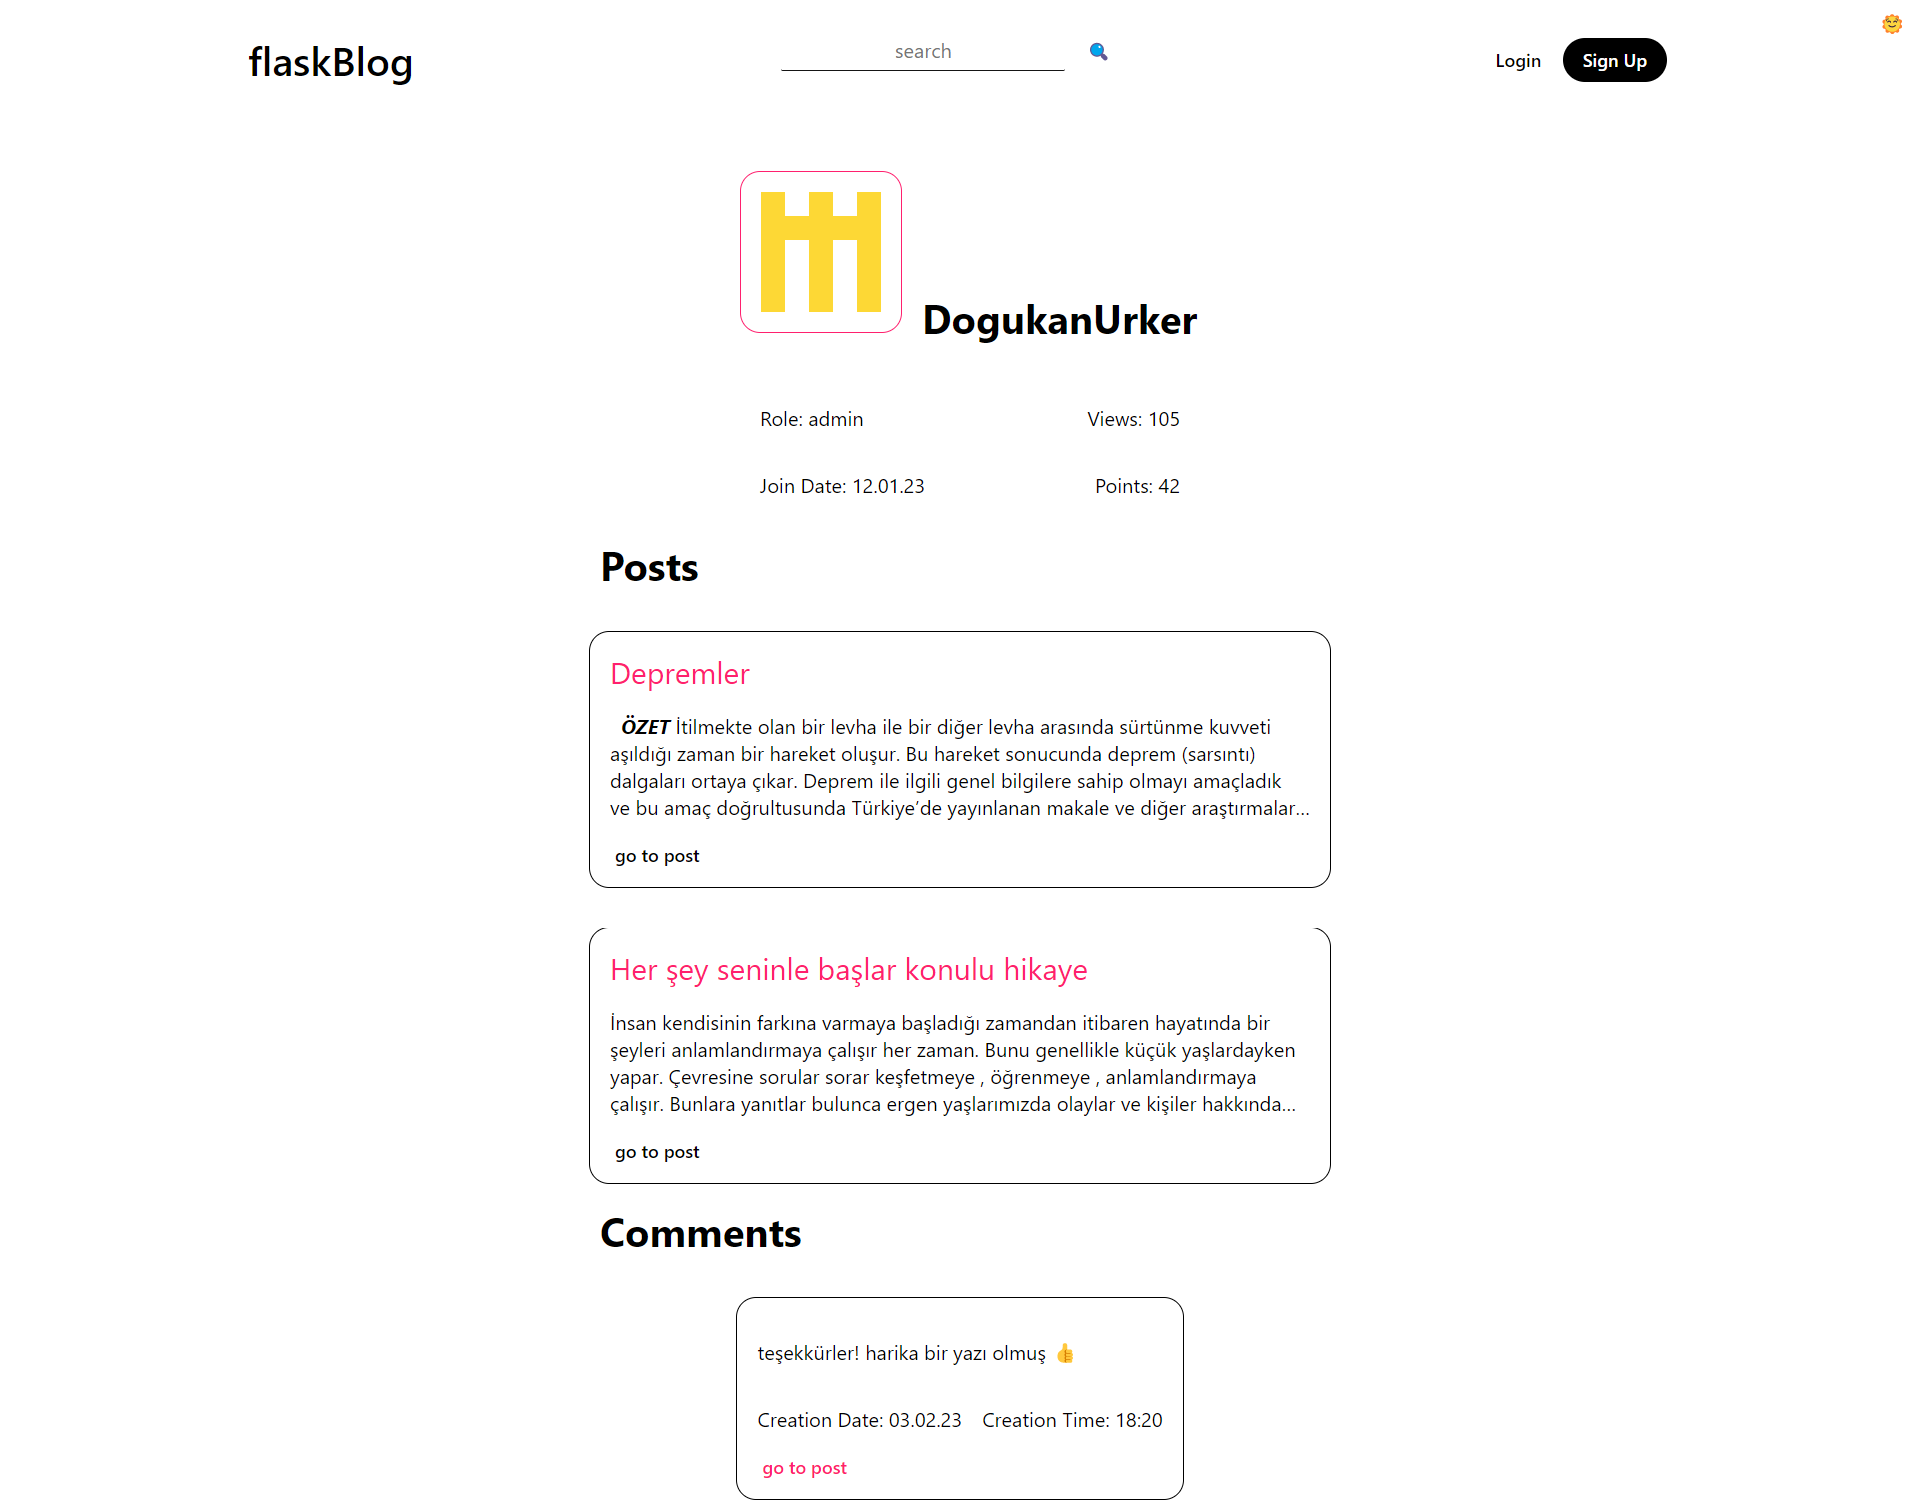 flaskBlog
search
Login
Sign Up
DogukanUrker
Role: admin
Views: 105
Join Date: 12.01.23
Points: 42
Posts
Depremler
ÖZET İtilmekte olan bir levha ile bir diğer levha arasında sürtünme kuvveti
aşıldığı zaman bir hareket oluşur. Bu hareket sonucunda deprem (sarsıntı)
dalgaları ortaya çıkar. Deprem ile ilgili genel bilgilere sahip olmayı amaçladık
ve bu amaç doğrultusunda Türkiye’de yayınlanan makale ve diğer araştırmalar...
go to post
Her şey seninle başlar konulu hikaye
İnsan kendisinin farkına varmaya başladığı zamandan itibaren hayatında bir
şeyleri anlamlandırmaya çalışır her zaman. Bunu genellikle küçük yaşlardayken
yapar. Çevresine sorular sorar keşfetmeye , öğrenmeye , anlamlandırmaya
çalışır. Bunlara yanıtlar bulunca ergen yaşlarımızda olaylar ve kişiler hakkında...
go to post
Comments
teşekkürler! harika bir yazı olmuş 👍
Creation Date: 03.02.23 Creation Time: 18:20
go to post